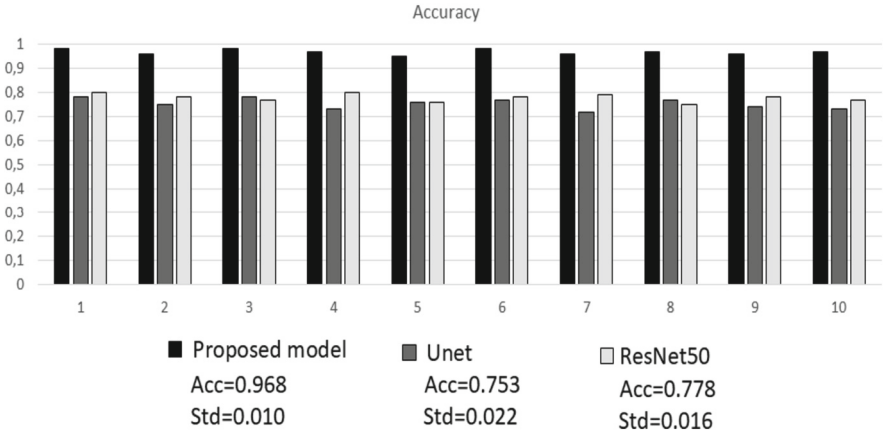 Accuracy
1
0,9
0,8
0,7
0,6
0,5
0,4
0,3
0,2
0,1
0
1 2 3 4 5 6 7 8 9 10
Proposed model Unet ResNet50
Acc=0.968 Acc=0.753 Acc=0.778
Std=0.010 Std=0.022 Std=0.016